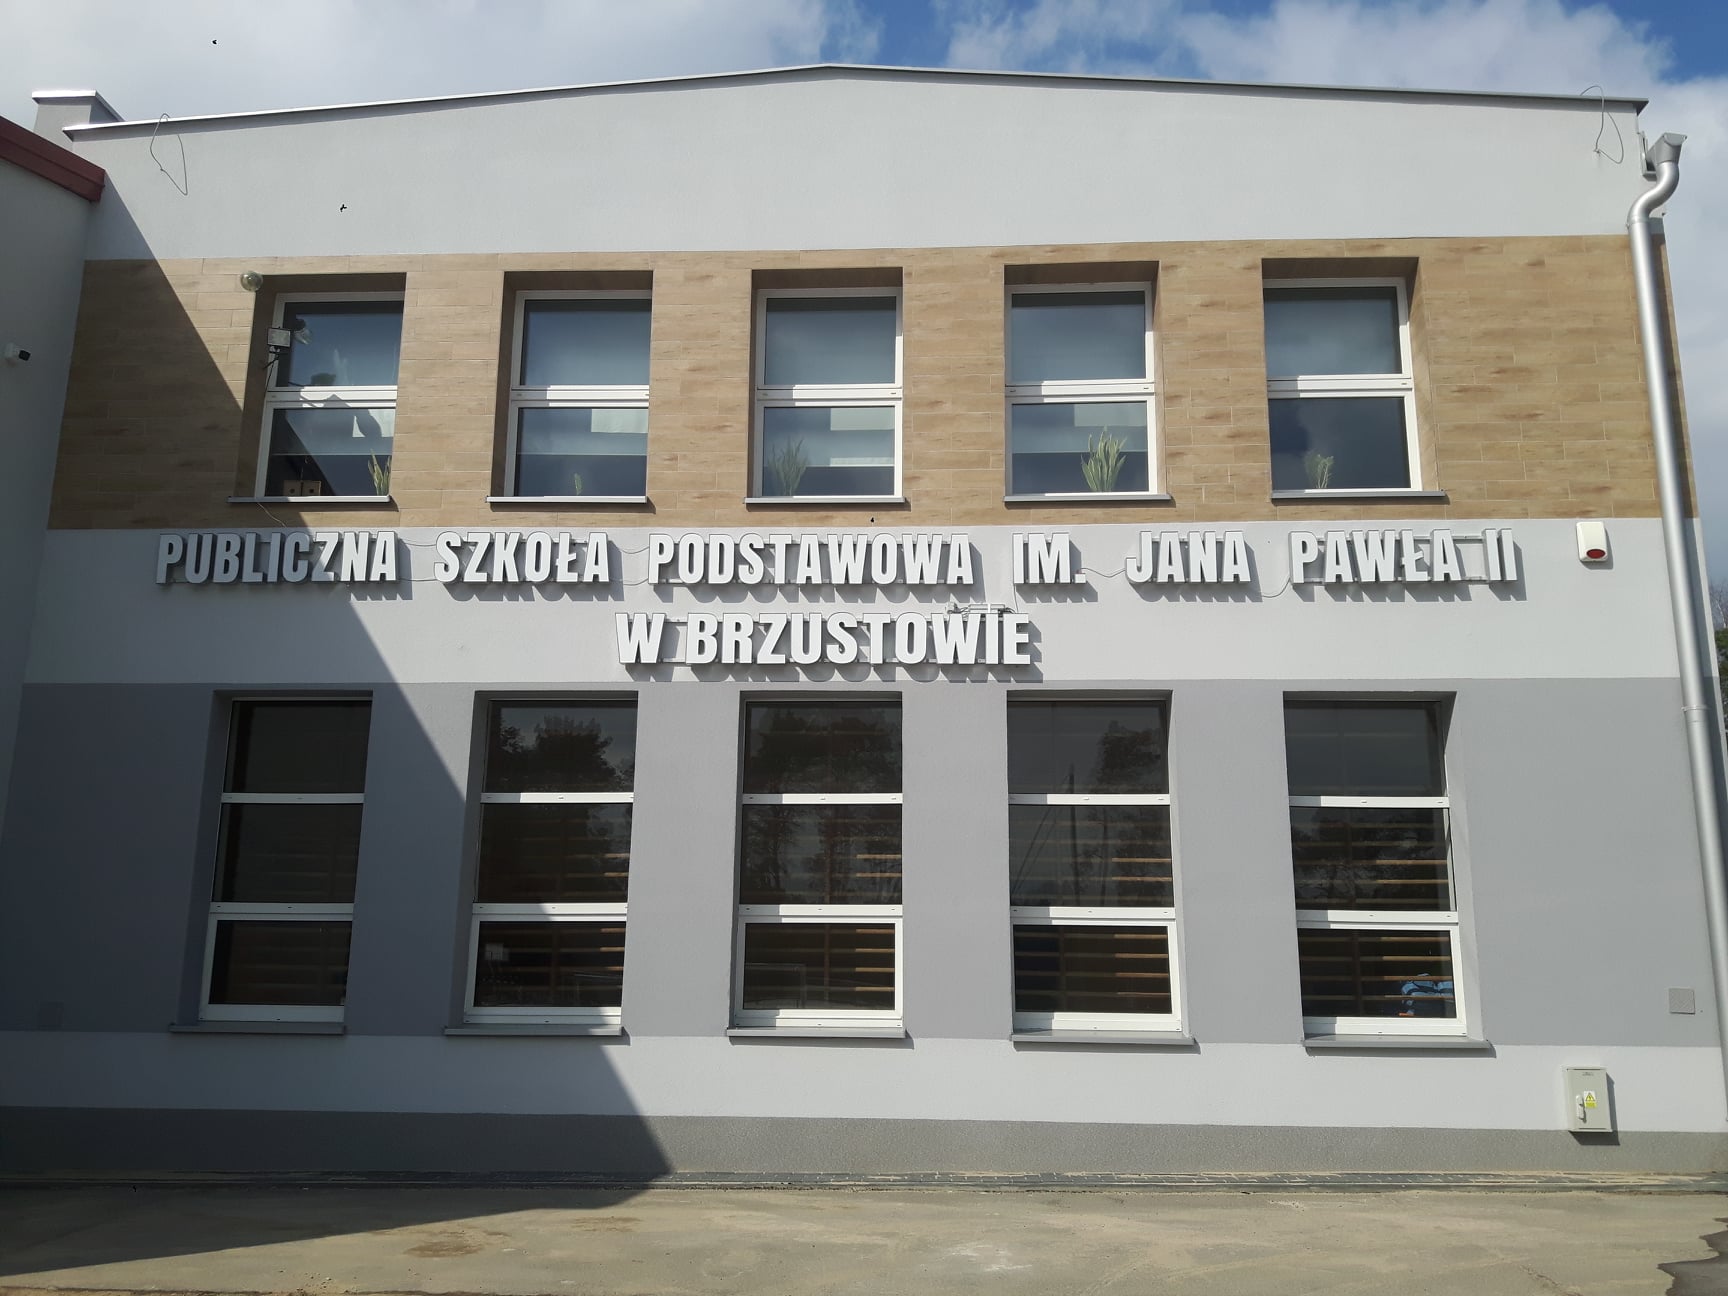 PUBLICZNA SZKOŁA PODSTAWOWA IM. JANA PAWŁA II
W BRZUSTOWIE